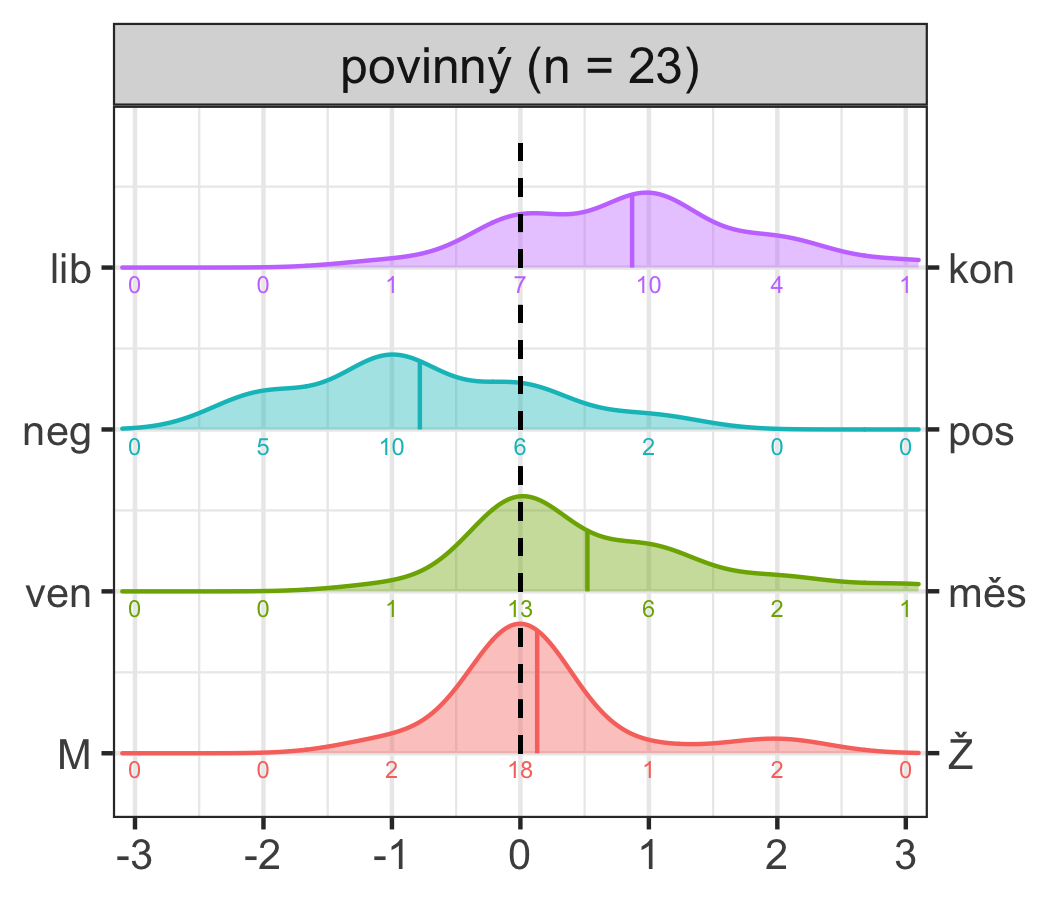 povinný (n = 23)
lib kon
0 0 1 7 10 4 1
neg pos
0 5 10 6 2 0 0
ven měs
0 0 1 13 6 2 1
M Ž
0 0 2 18 1 2 0
-3 -2 -1 0 1 2 3